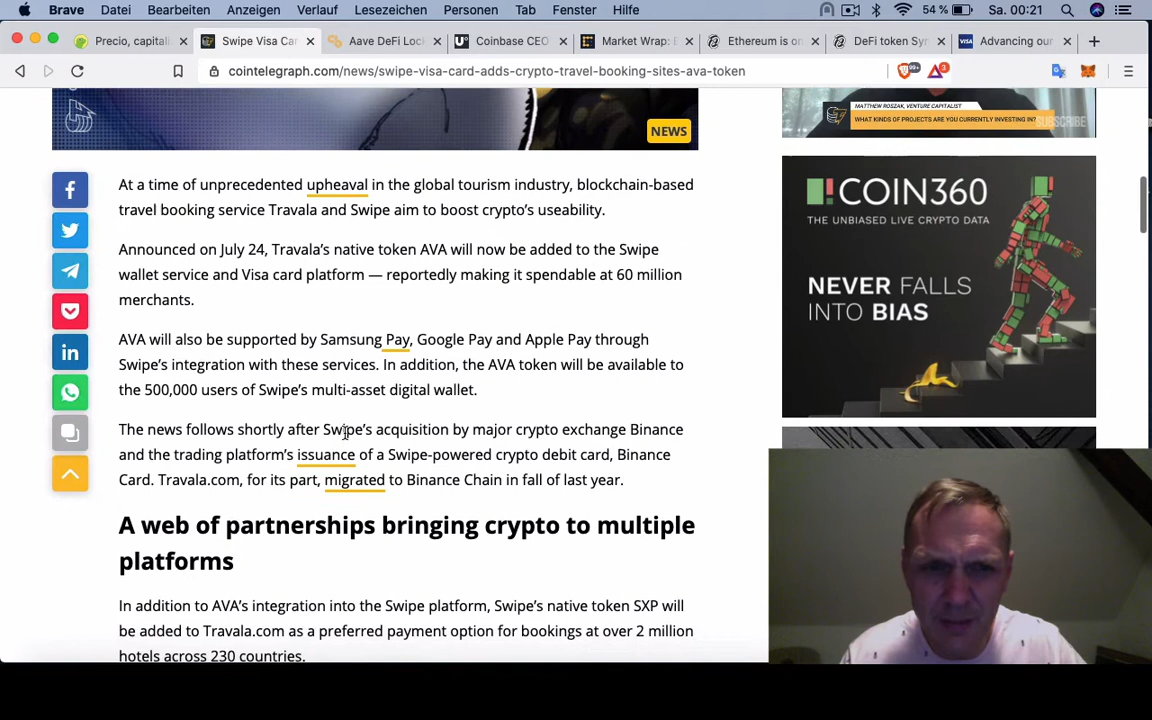 Brave Datei Bearbeiten Anzeigen Verlauf Lesezeichen Personen Tab Fenster Hilfe 54 % Sa. 00:21
Precio, capitali
Swipe Visa Car
Aave DeFi Loc
Coinbase CEO
Market Wrap: E
Ethereum is on
DeFi token Sy
Advancing our
cointelegraph.com/news/swipe-visa-card-adds-crypto-travel-booking-sites-ava-token
99+
3
NEWS
MATTHEW ROSZAK, VENTURE CAPITALIST
WHAT KINDS OF PROJECTS ARE YOU CURRENTLY INVESTING IN?
SUBSCRIBE
At a time of unprecedented upheaval in the global tourism industry, blockchain-based
travel booking service Travala and Swipe aim to boost crypto's useability.
Announced on July 24, Travala's native token AVA will now be added to the Swipe
wallet service and Visa card platform — reportedly making it spendable at 60 million
merchants.
AVA will also be supported by Samsung Pay, Google Pay and Apple Pay through
Swipe's integration with these services. In addition, the AVA token will be available to
the 500,000 users of Swipe's multi-asset digital wallet.
The news follows shortly after Swipe's acquisition by major crypto exchange Binance
and the trading platform's issuance of a Swipe-powered crypto debit card, Binance
Card. Travala.com, for its part, migrated to Binance Chain in fall of last year.
A web of partnerships bringing crypto to multiple
platforms
In addition to AVA's integration into the Swipe platform, Swipe's native token SXP will
be added to Travala.com as a preferred payment option for bookings at over 2 million
hotels across 230 countries.
COIN360
THE UNBIASED LIVE CRYPTO DATA
NEVER FALLS
INTO BIAS